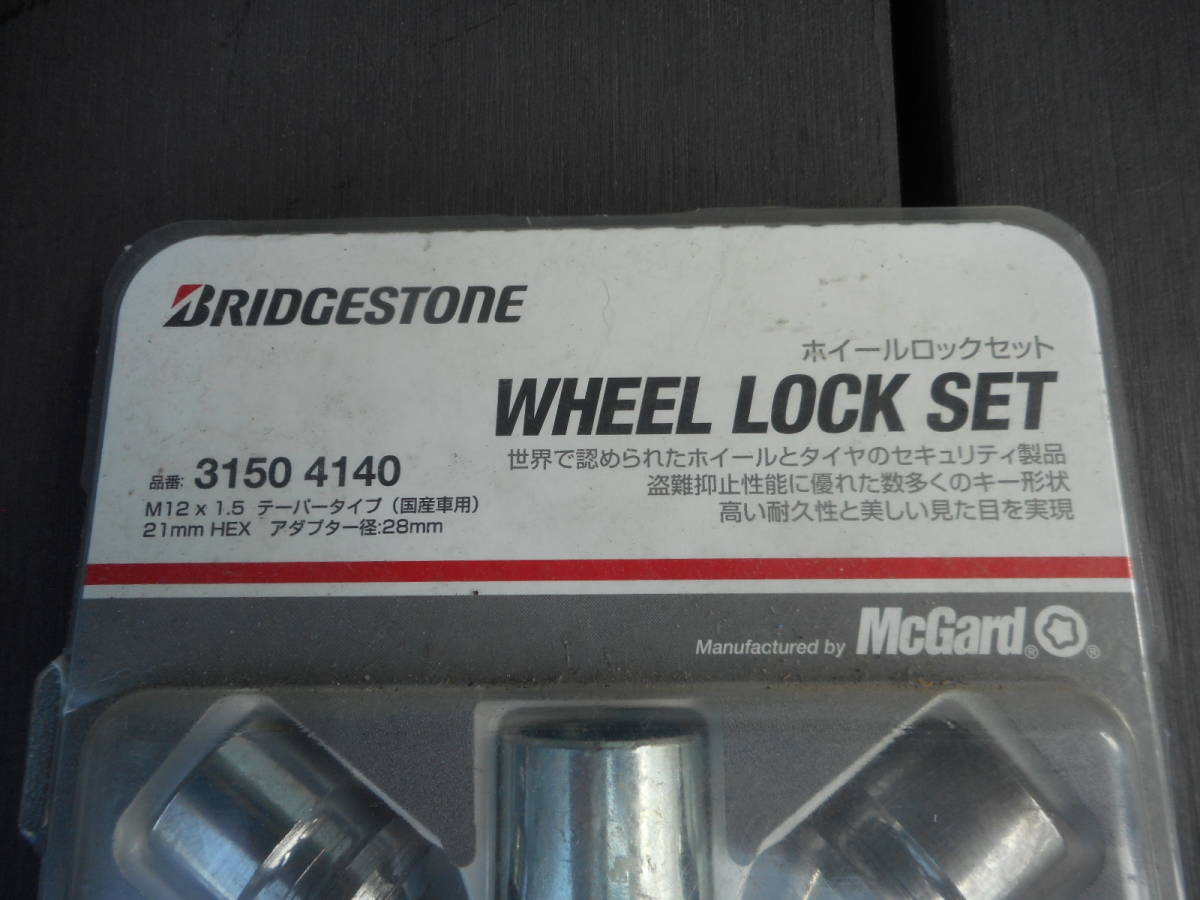 BRIDGESTONE
ホイールロックセット
WHEEL LOCK SET
世界で認められたホイールとタイヤのセキュリティ製品
盗難抑止性能に優れた数多くのキー形状
高い耐久性と美しい見た目を実現
品番: 3150 4140
M12 x 1.5 テーパータイプ（国産車用）
21mm HEX アダプター径:28mm
Manufactured by McGard® ®